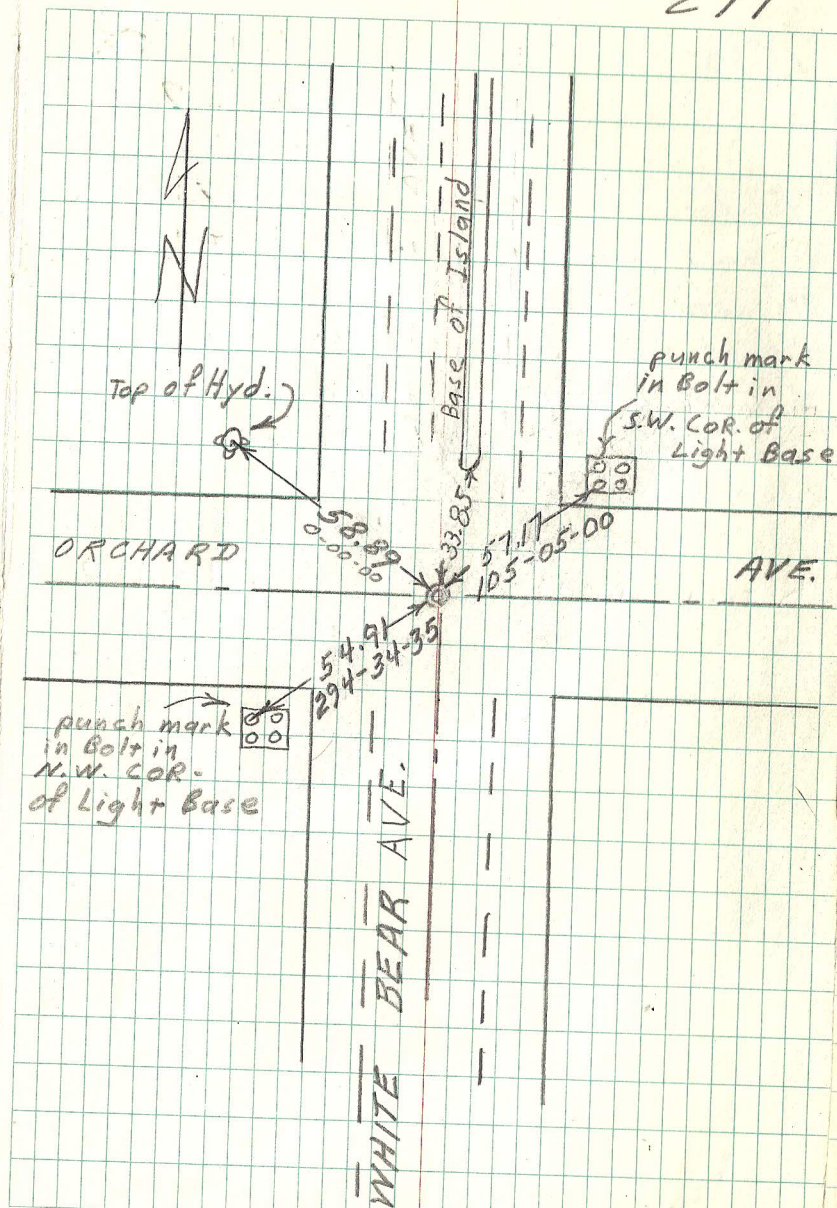 N
Base of Island
Top of Hyd.
punch mark
in Bolt in
S.W. COR. of
Light Base
58.89
0-00-00
33.85
57.17
105-05-00
ORCHARD
AVE.
54.91
294-34-35
punch mark
in Bolt in
N.W. COR.
of Light Base
WHITE BEAR AVE.